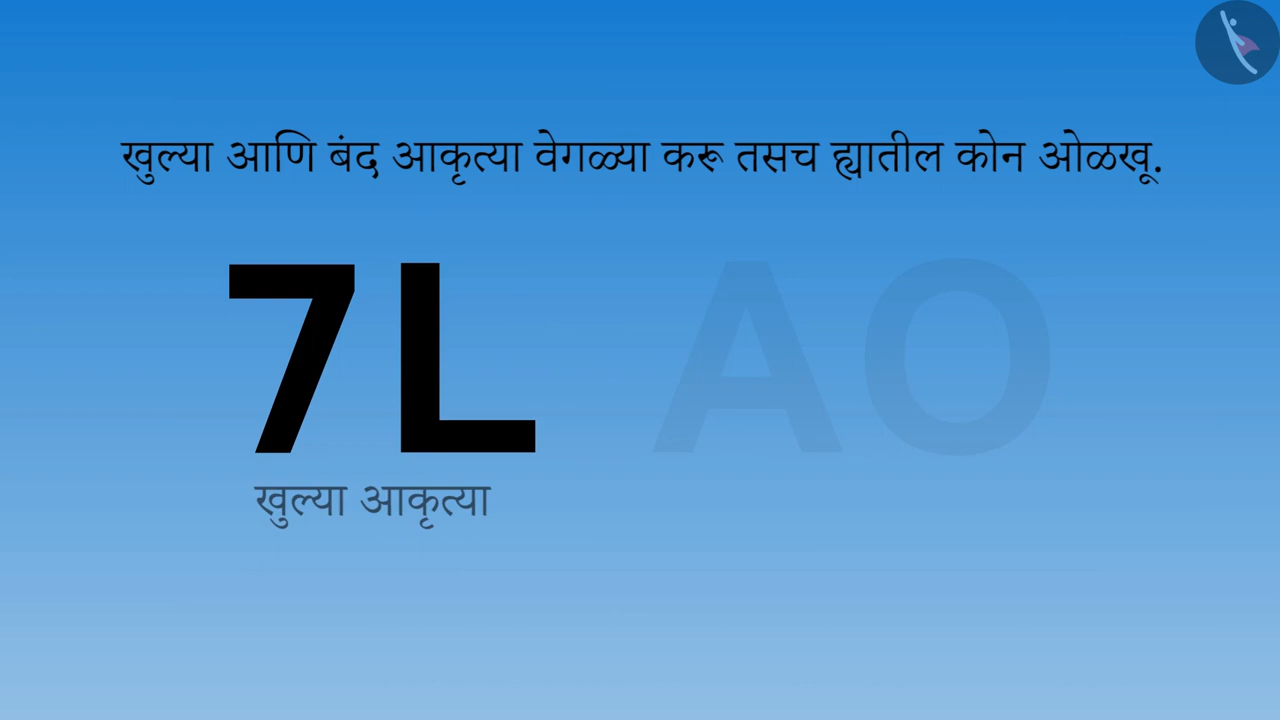 खुल्या आणि बंद आकृत्या वेगळ्या करू तसच ह्यातील कोन ओळखू.
7L AO
खुल्या आकृत्या